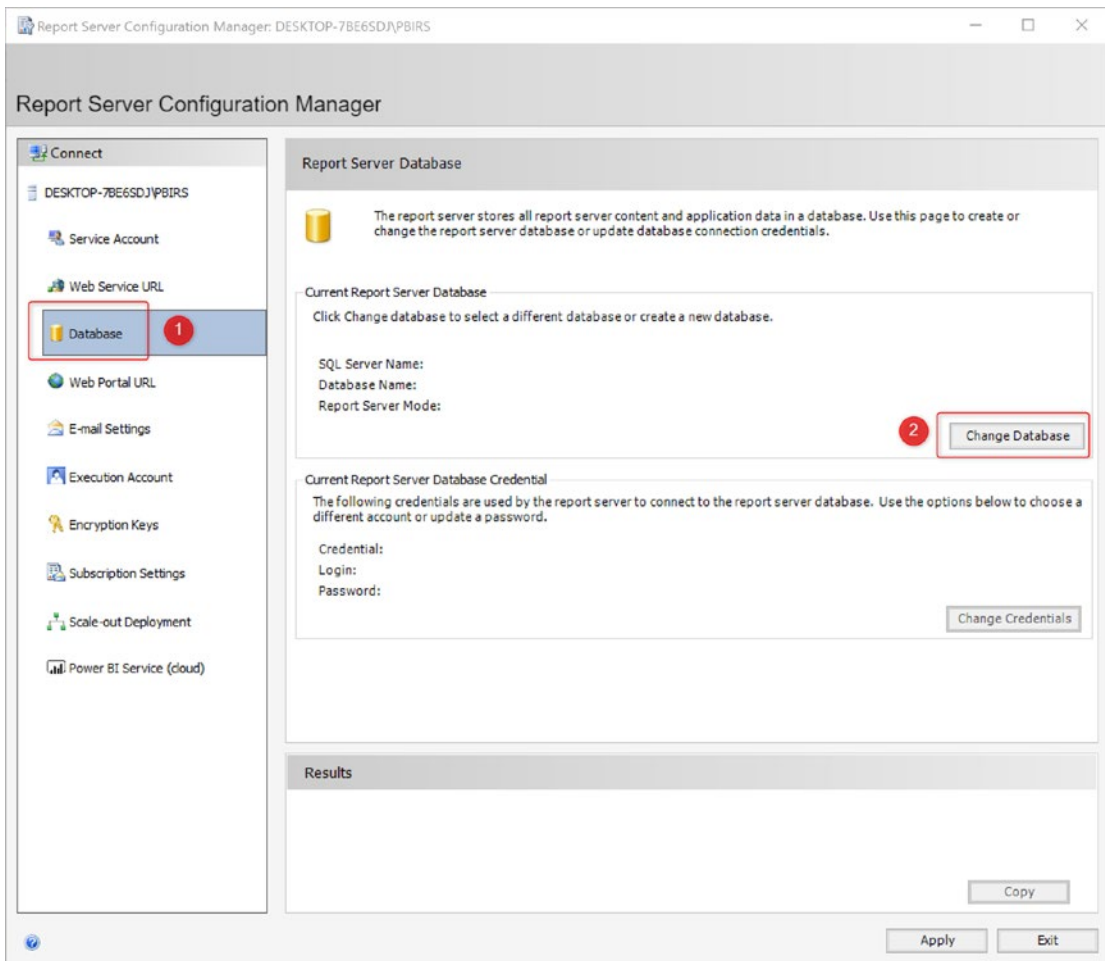 Report Server Configuration Manager: DESKTOP-7BE6SDJ\PBIRS
Report Server Configuration Manager
Connect
DESKTOP-7BE6SDJ\PBIRS
Service Account
Web Service URL
Database
1
Web Portal URL
E-mail Settings
Execution Account
Encryption Keys
Subscription Settings
Scale-out Deployment
Power BI Service (cloud)
Report Server Database
The report server stores all report server content and application data in a database. Use this page to create or
change the report server database or update database connection credentials.
Current Report Server Database
Click Change database to select a different database or create a new database.
SQL Server Name:
Database Name:
Report Server Mode:
2
Change Database
Current Report Server Database Credential
The following credentials are used by the report server to connect to the report server database. Use the options below to choose a
different account or update a password.
Credential:
Login:
Password:
Change Credentials
Results
Copy
Apply
Exit